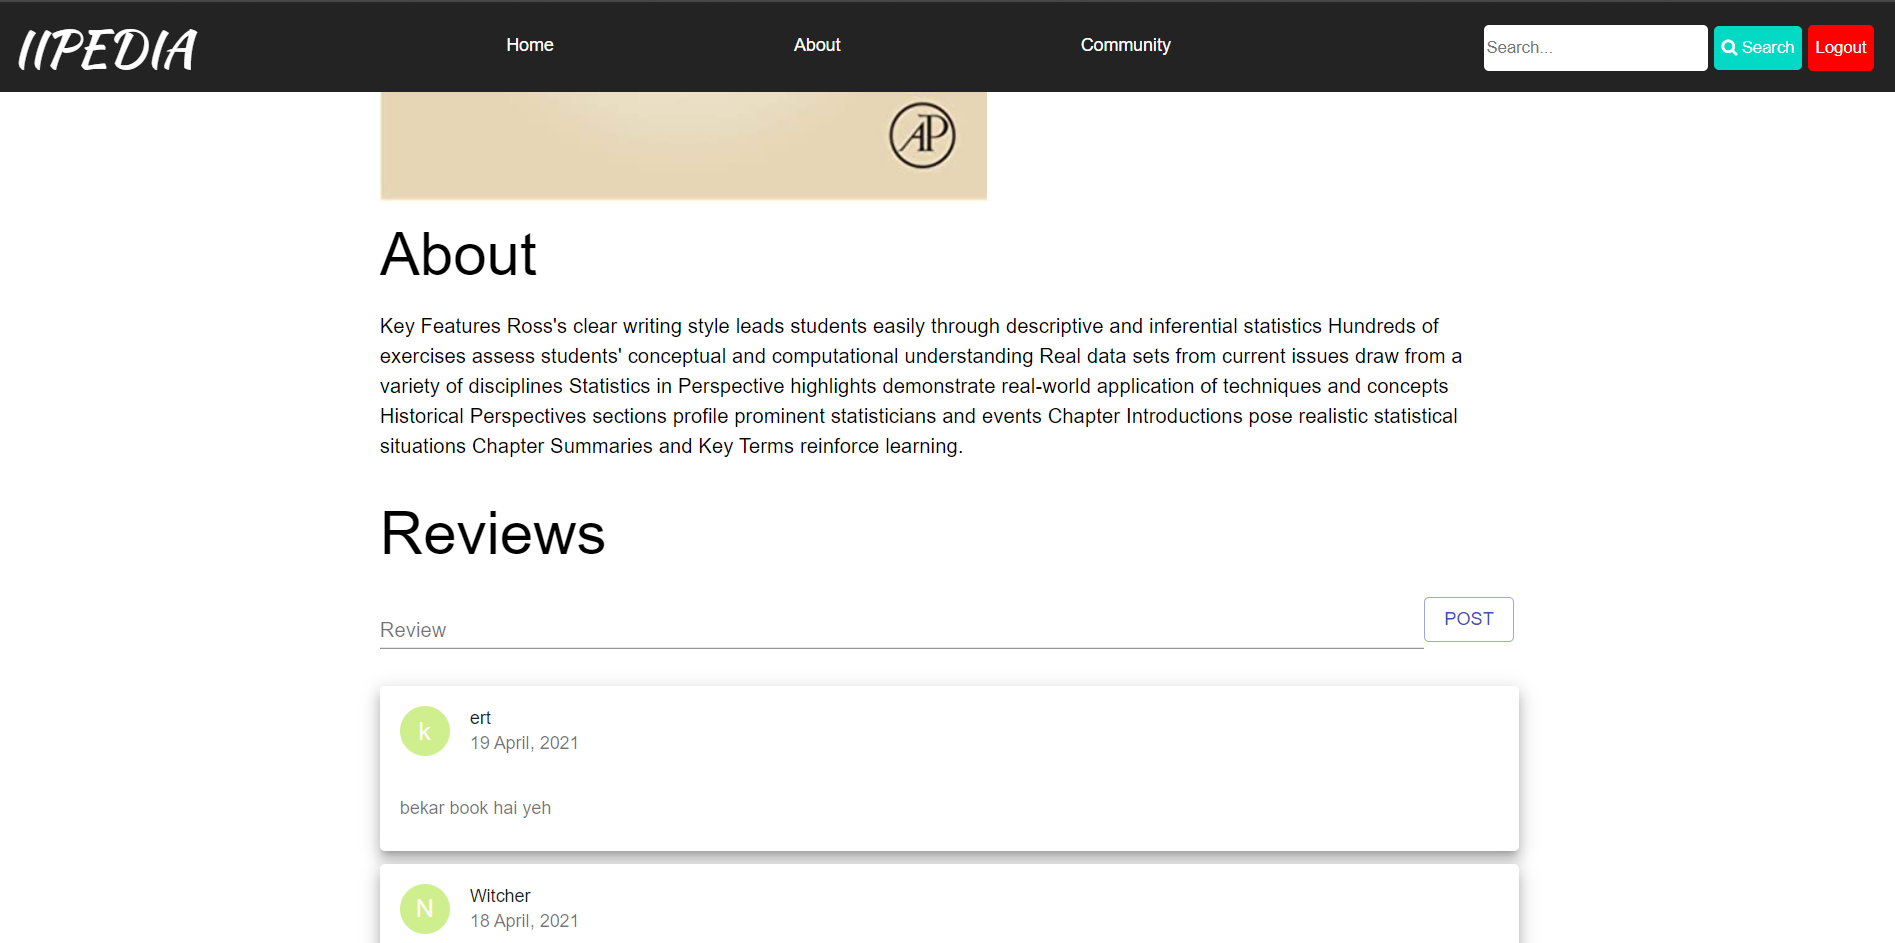 IIPEDIA
Home
About
Community
Search...
Search
Logout
AP
About
Key Features Ross's clear writing style leads students easily through descriptive and inferential statistics Hundreds of
exercises assess students' conceptual and computational understanding Real data sets from current issues draw from a
variety of disciplines Statistics in Perspective highlights demonstrate real-world application of techniques and concepts
Historical Perspectives sections profile prominent statisticians and events Chapter Introductions pose realistic statistical
situations Chapter Summaries and Key Terms reinforce learning.
Reviews
Review
POST
k
ert
19 April, 2021
bekar book hai yeh
N
Witcher
18 April, 2021